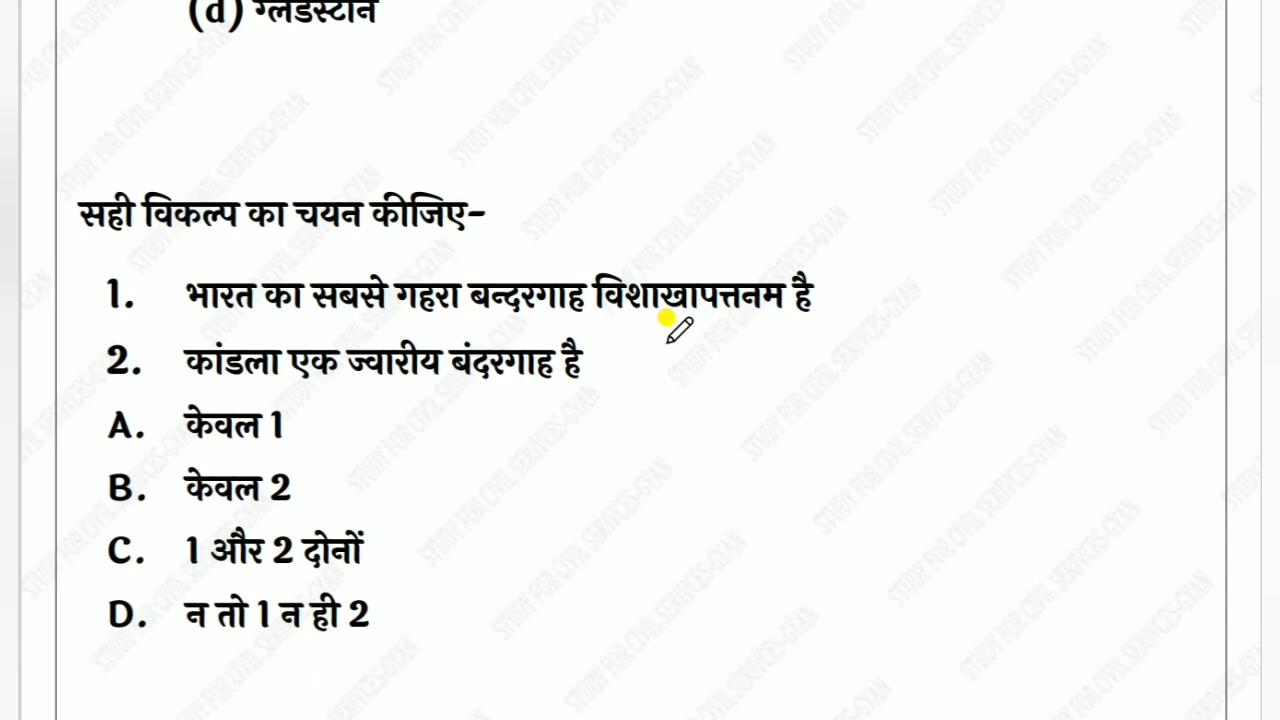 (d) ग्लैडस्टोन
सही विकल्प का चयन कीजिए-
1. भारत का सबसे गहरा बन्दरगाह विशाखापत्तनम है
2. कांडला एक ज्वारीय बंदरगाह है
A. केवल 1
B. केवल 2
C. 1 और 2 दोनों
D. न तो 1 न ही 2